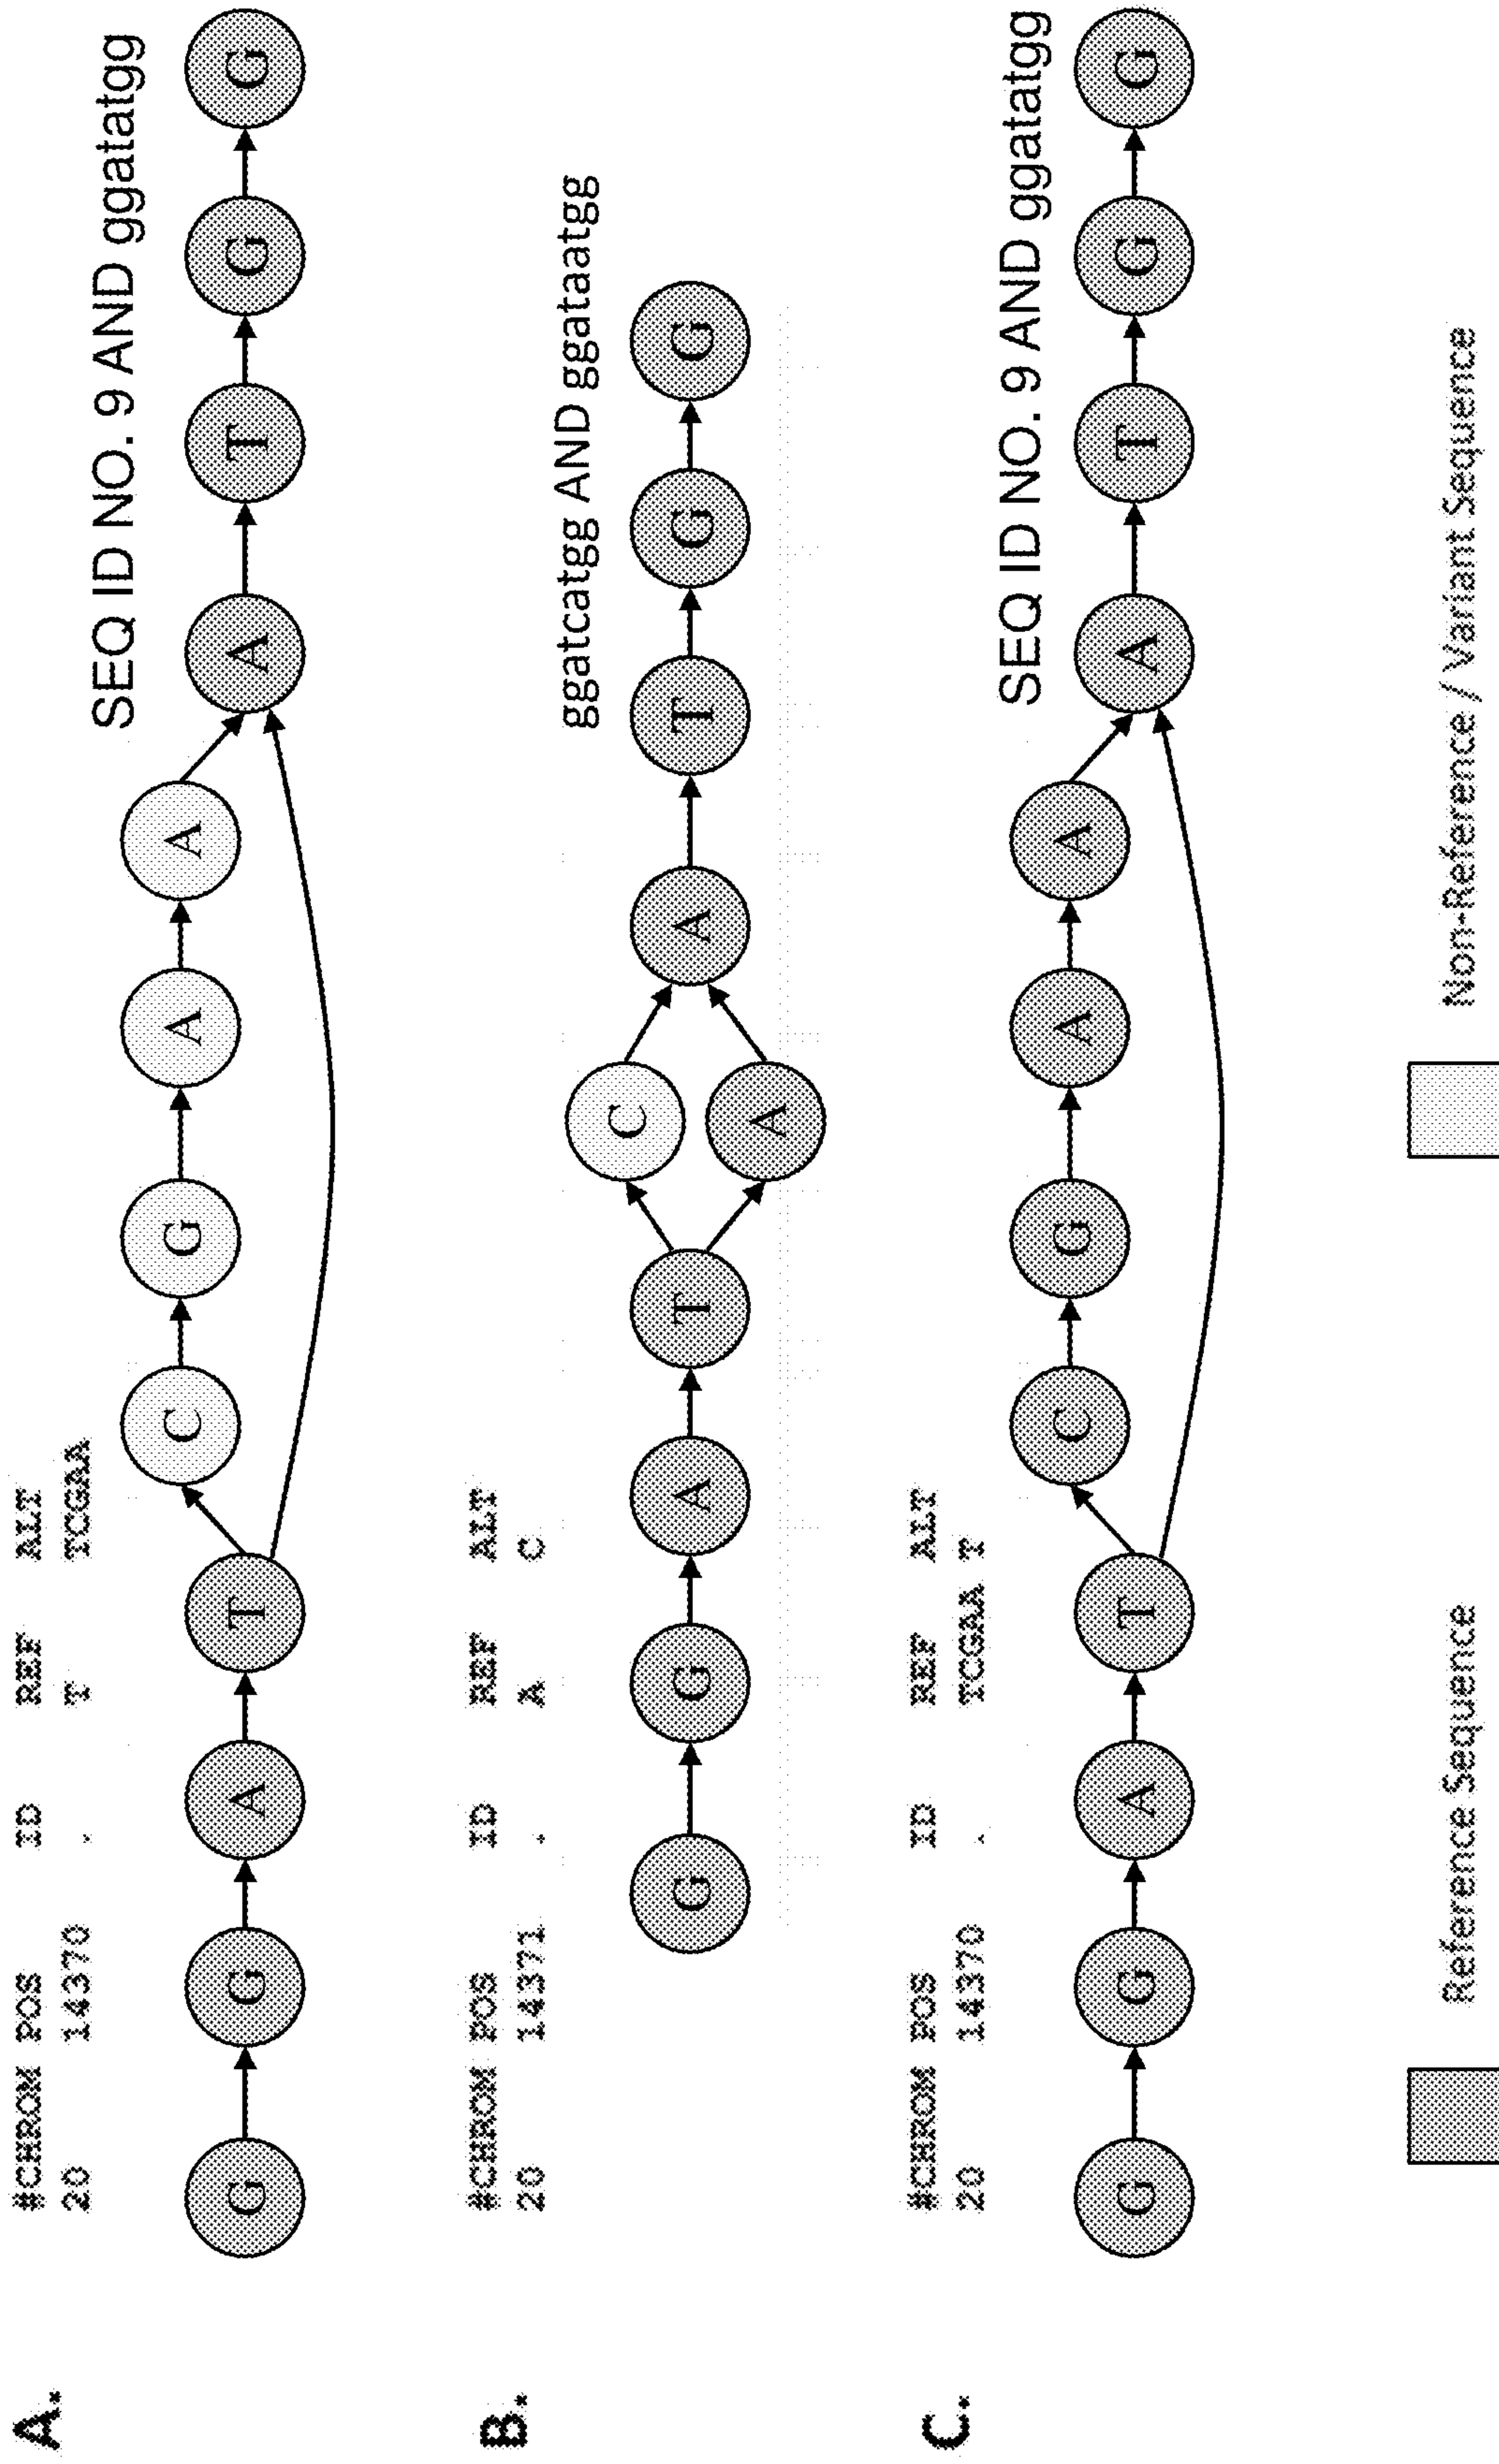 A.
#CHROM POS ID REF ALT
20 14370 . T TCGAA
SEQ ID NO. 9 AND ggatatgg
C G A A
G G A T A T G G
B.
#CHROM POS ID REF ALT
20 14371 . A C
ggatcatgg AND ggataatgg
C
G G A T A T G G
A
C.
#CHROM POS ID REF ALT
20 14370 . TCGAA T
SEQ ID NO. 9 AND ggatatgg
C G A A
G G A T A T G G
Reference Sequence
Non-Reference / Variant Sequence